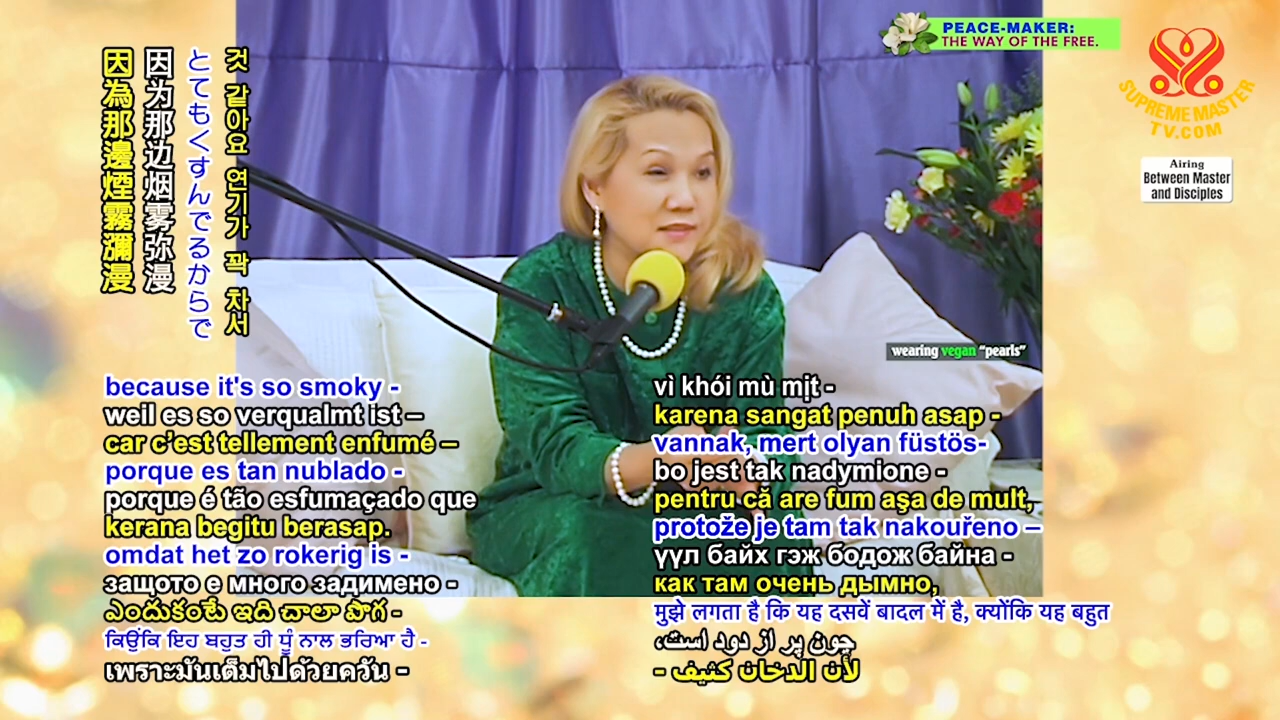 PEACE-MAKER:
THE WAY OF THE FREE.
SUPREME MASTER
TV.COM
Airing
Between Master
and Disciples
것 같아요 연기가 꽉 차서
とてもくすんでるからで
因为那边烟雾弥漫
因為那邊煙霧瀰漫
wearing vegan “pearls”
because it's so smoky -
weil es so verqualmt ist –
car c’est tellement enfumé –
porque es tan nublado -
porque é tão esfumaçado que
kerana begitu berasap.
omdat het zo rokerig is -
защото е много задимено -
ఎందుకంటే ఇది చాలా పొగ -
ਕਿਉਂਕਿ ਇਹ ਬਹੁਤ ਹੀ ਧੂੰ ਨਾਲ ਭਰਿਆ ਹੈ -
เพราะมันเต็มไปด้วยควัน -
vì khói mù mịt -
karena sangat penuh asap -
vannak, mert olyan füstös-
bo jest tak nadymione -
pentru că are fum aşa de mult,
protože je tam tak nakouřeno –
үүл байх гэж бодож байна -
как там очень дымно,
मुझे लगता है कि यह दसवें बादल में है, क्योंकि यह बहुत
چون پر از دود است،
لأن الدخان كثيف -